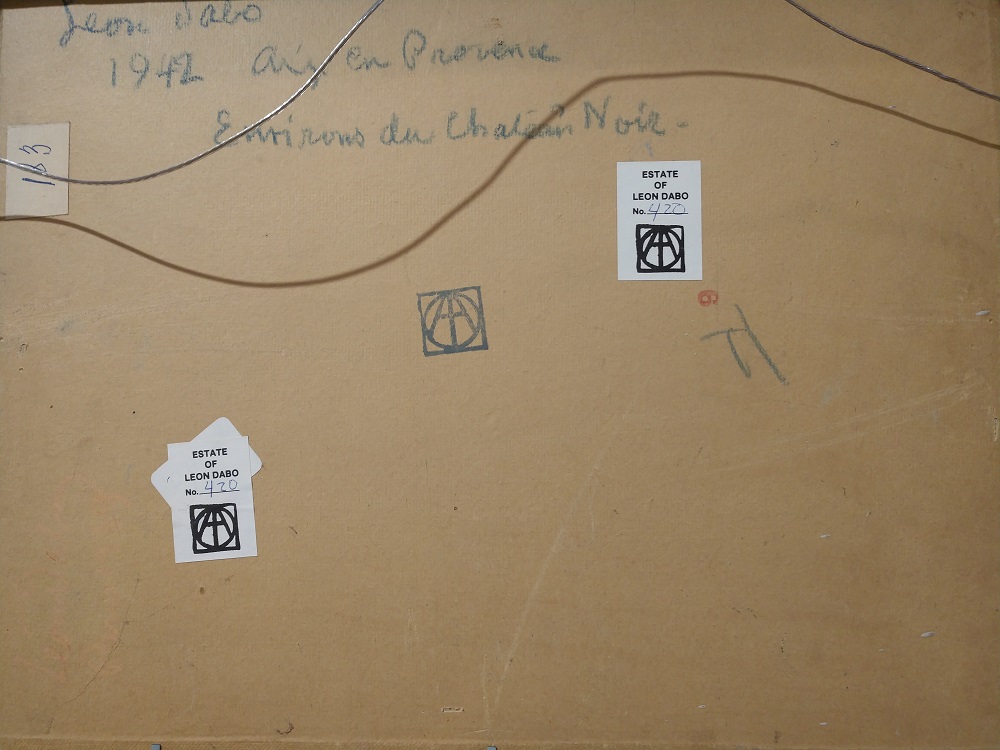 Leon Dabo
1942 Aix en Provence
Environs du Chateau Noir -
183
ESTATE
OF
LEON DABO
No. 420
ESTATE
OF
LEON DABO
No. 420